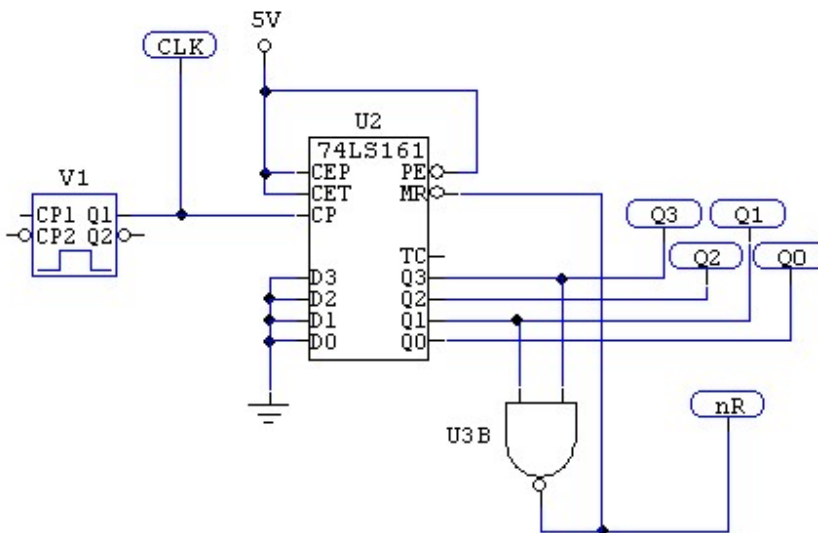 5V
CLK
U2
74LS161
V1
CEP PE
CET MR
CP1 Q1
CP
CP2 Q2
Q3 Q1
TC
Q2 Q0
D3 Q3
D2 Q2
D1 Q1
D0 Q0
nR
U3B